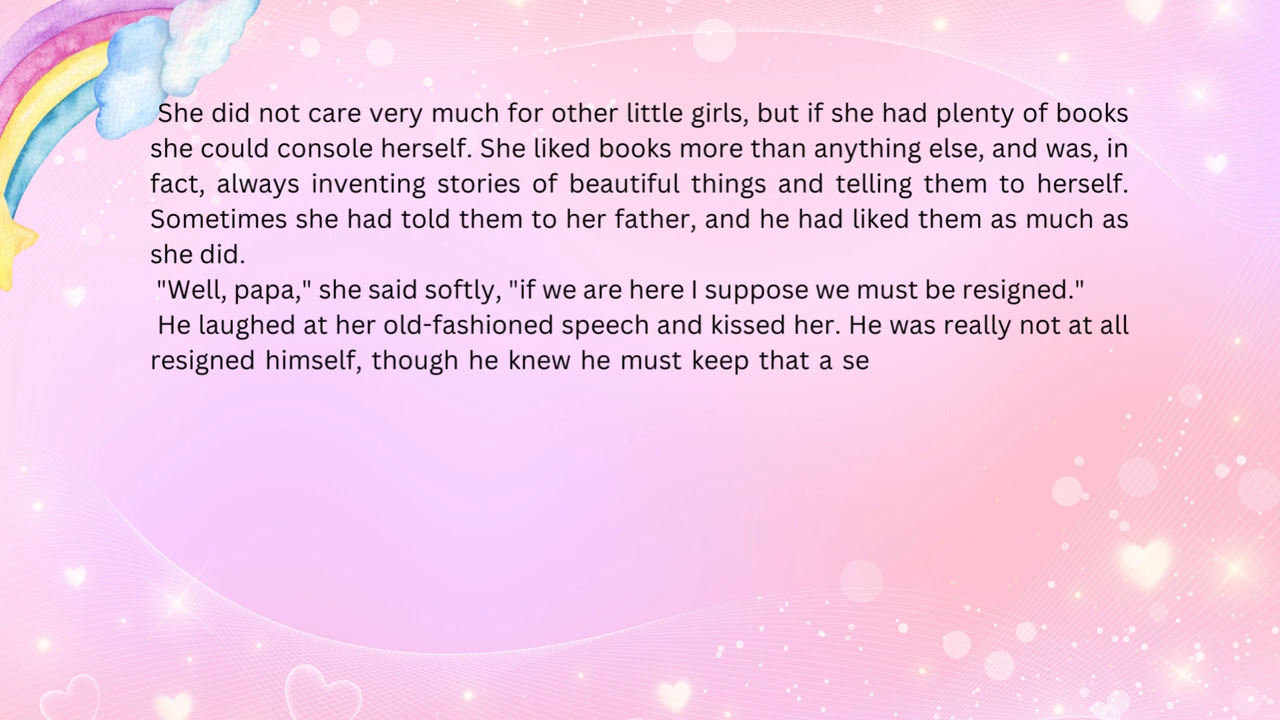 She did not care very much for other little girls, but if she had plenty of books
she could console herself. She liked books more than anything else, and was, in
fact, always inventing stories of beautiful things and telling them to herself.
Sometimes she had told them to her father, and he had liked them as much as
she did.
"Well, papa," she said softly, "if we are here I suppose we must be resigned."
He laughed at her old-fashioned speech and kissed her. He was really not at all
resigned himself, though he knew he must keep that a se